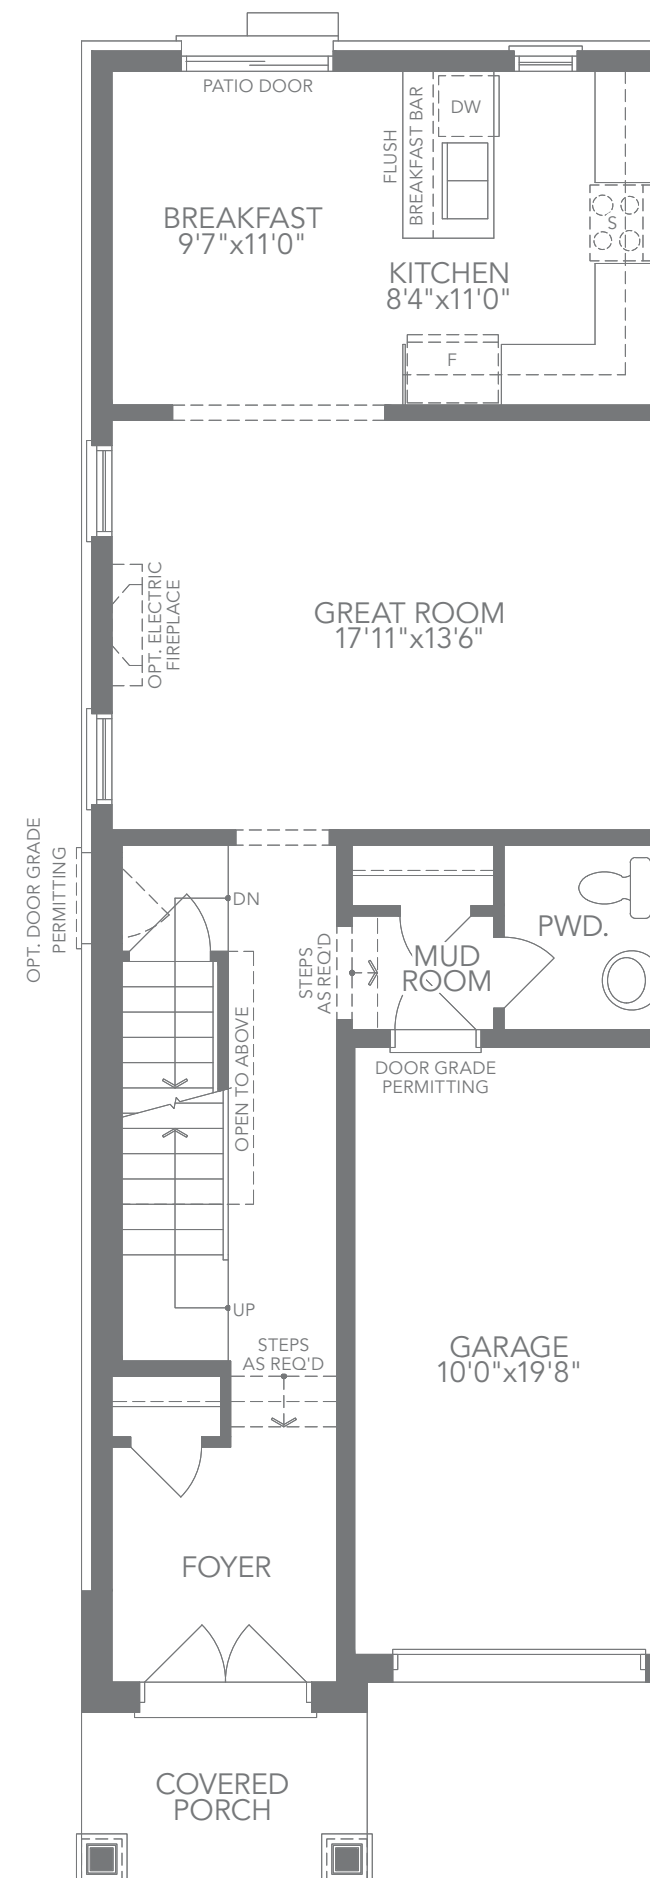 PATIO DOOR
FLUSH
BREAKFAST BAR
DW
BREAKFAST
9'7"x11'0"
S
KITCHEN
8'4"x11'0"
F
OPT. ELECTRIC
FIREPLACE
GREAT ROOM
17'11"x13'6"
OPT. DOOR GRADE
PERMITTING
DN
STEPS
AS REQ'D
MUD
ROOM
PWD.
OPEN TO ABOVE
DOOR GRADE
PERMITTING
UP
STEPS
AS REQ'D
GARAGE
10'0"x19'8"
FOYER
COVERED
PORCH